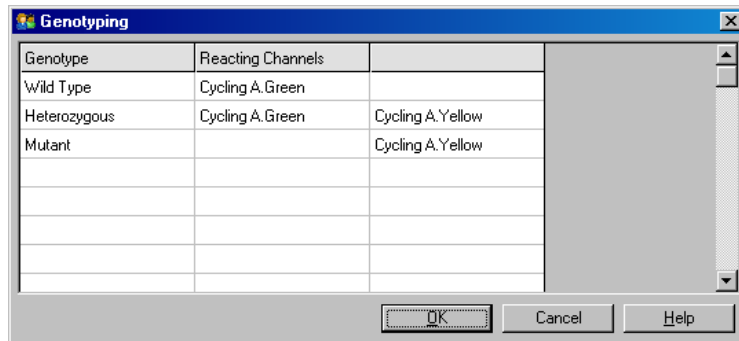 Genotyping
Genotype Reacting Channels
Wild Type Cycling A.Green
Heterozygous Cycling A.Green Cycling A.Yellow
Mutant Cycling A.Yellow
OK Cancel Help